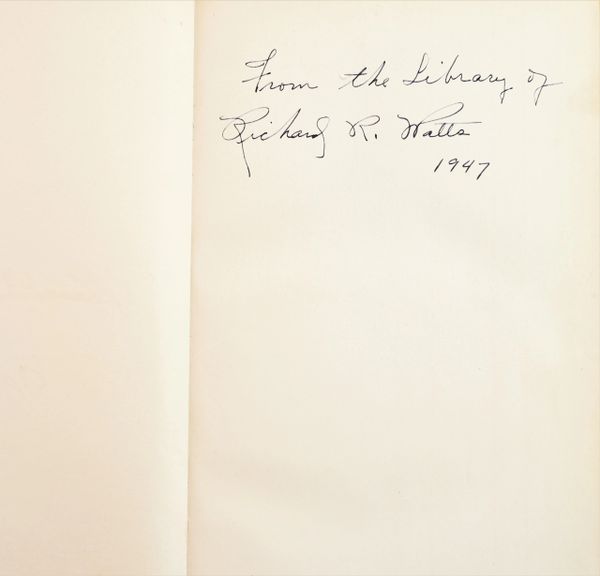 From the Library of
Richard R. Watts
1947